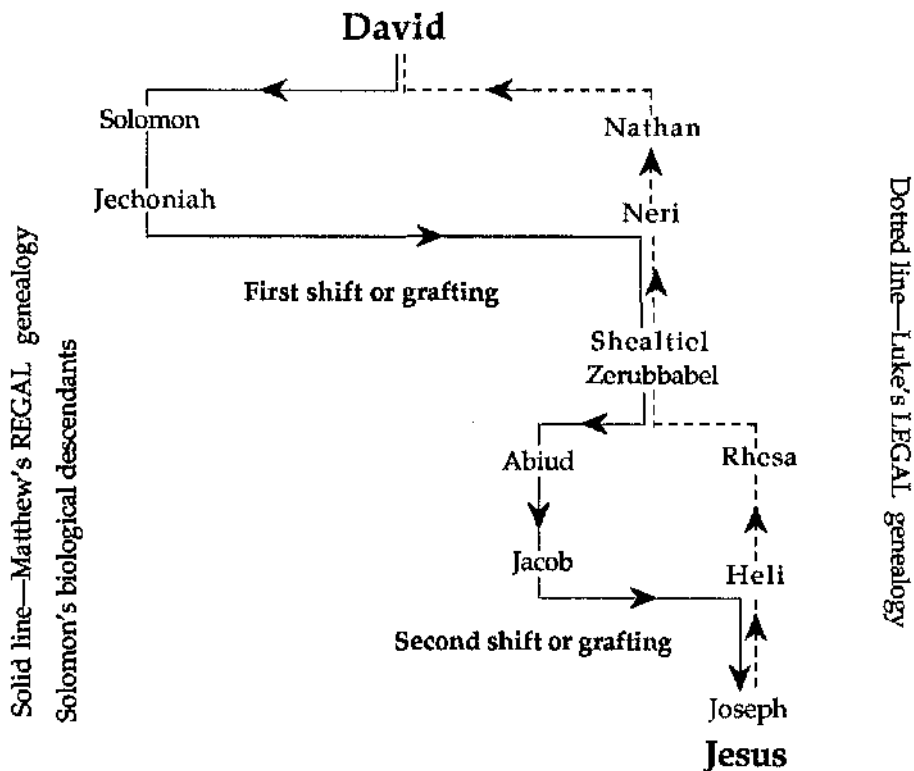 David
Solomon
Nathan
Jechoniah
Neri
First shift or grafting
Shealtiel
Zerubbabel
Abiud
Rhesa
Jacob
Heli
Second shift or grafting
Joseph
Jesus
Solid line—Matthew's REGAL genealogy
Solomon's biological descendants
Dotted line—Luke's LEGAL genealogy